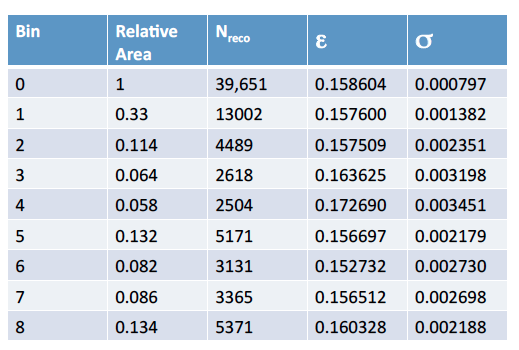 Bin Relative Area N_reco ε σ
0 1 39,651 0.158604 0.000797
1 0.33 13002 0.157600 0.001382
2 0.114 4489 0.157509 0.002351
3 0.064 2618 0.163625 0.003198
4 0.058 2504 0.172690 0.003451
5 0.132 5171 0.156697 0.002179
6 0.082 3131 0.152732 0.002730
7 0.086 3365 0.156512 0.002698
8 0.134 5371 0.160328 0.002188